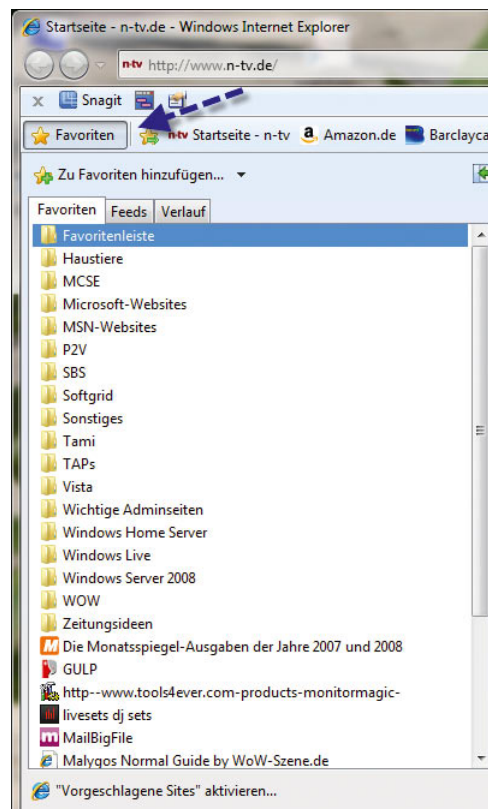 Startseite - n-tv.de - Windows Internet Explorer
n-tv http://www.n-tv.de/
Snagit
Favoriten n-tv Startseite - n-tv a Amazon.de Barclayca
Zu Favoriten hinzufügen...
Favoriten Feeds Verlauf
Favoritenleiste
Haustiere
MCSE
Microsoft-Websites
MSN-Websites
P2V
SBS
Softgrid
Sonstiges
Tami
TAPs
Vista
Wichtige Adminseiten
Windows Home Server
Windows Live
Windows Server 2008
WOW
Zeitungsideen
Die Monatsspiegel-Ausgaben der Jahre 2007 und 2008
GULP
http--www.tools4ever.com-products-monitormagic-
livesets dj sets
MailBigFile
Malygos Normal Guide by WoW-Szene.de
"Vorgeschlagene Sites" aktivieren...